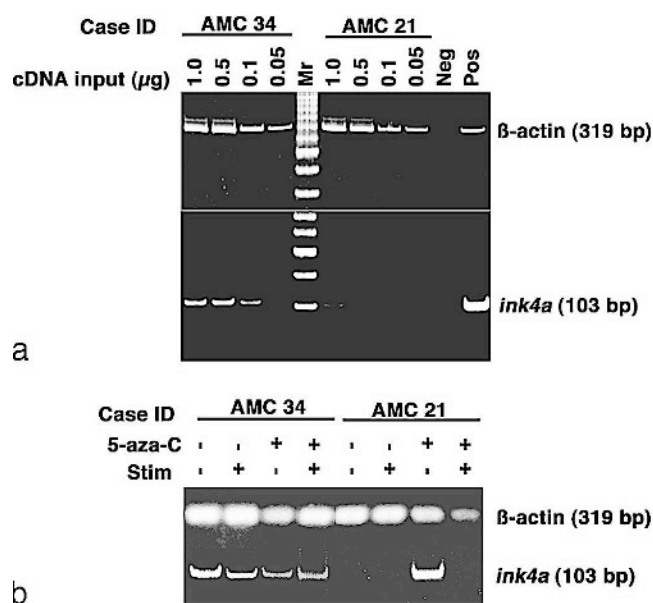 Case ID AMC 34 AMC 21
cDNA input (µg) 1.0 0.5 0.1 0.05 Mr 1.0 0.5 0.1 0.05 Neg Pos
ß-actin (319 bp)
ink4a (103 bp)
a
Case ID AMC 34 AMC 21
5-aza-C - - + + - - + +
Stim - + - + - + - +
ß-actin (319 bp)
ink4a (103 bp)
b